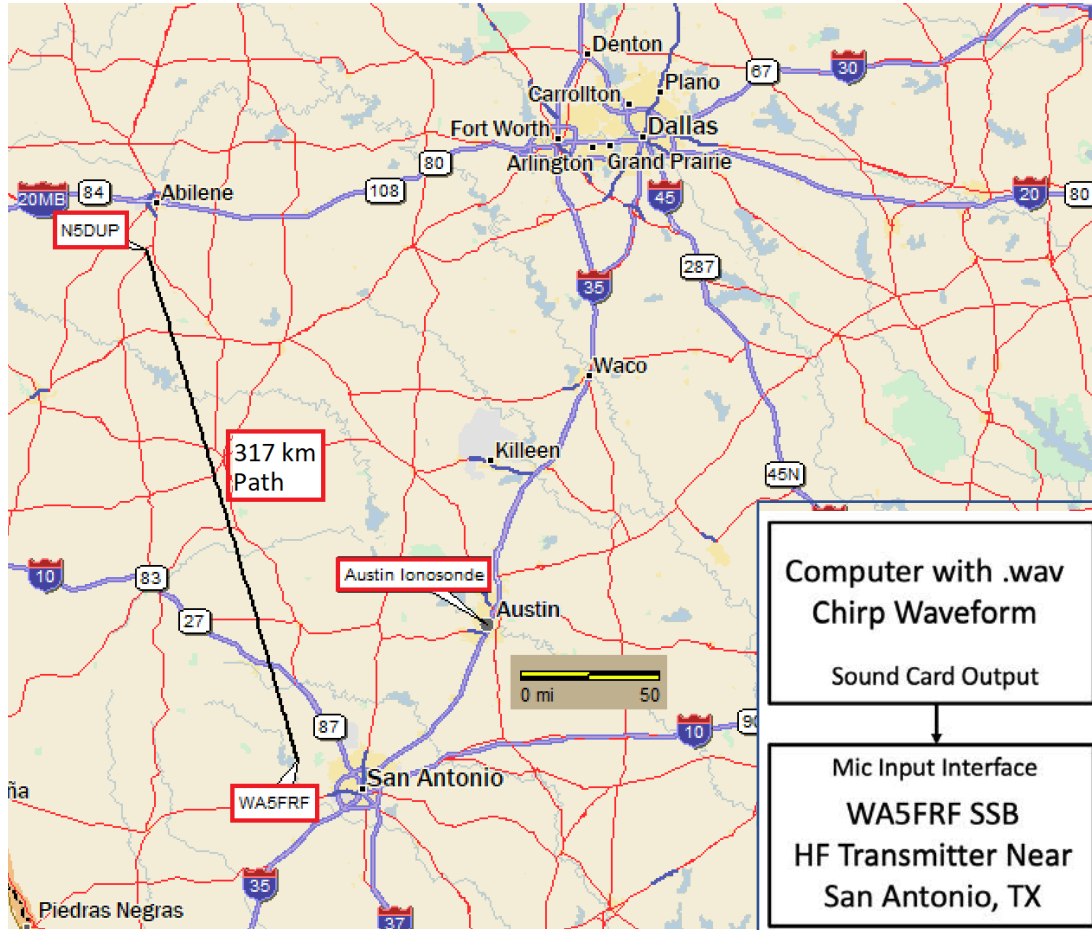 Denton
Plano
67
30
Carrollton
Fort Worth
Dallas
80
Arlington
Grand Prairie
20MB
84
Abilene
108
45
20
80
N5DUP
287
35
Waco
317 km
Path
Killeen
45N
10
83
Austin Ionosonde
27
Austin
0 mi
50
87
10
90
San Antonio
ña
WA5FRF
35
37
Piedras Negras
Computer with .wav
Chirp Waveform
Sound Card Output
Mic Input Interface
WA5FRF SSB
HF Transmitter Near
San Antonio, TX